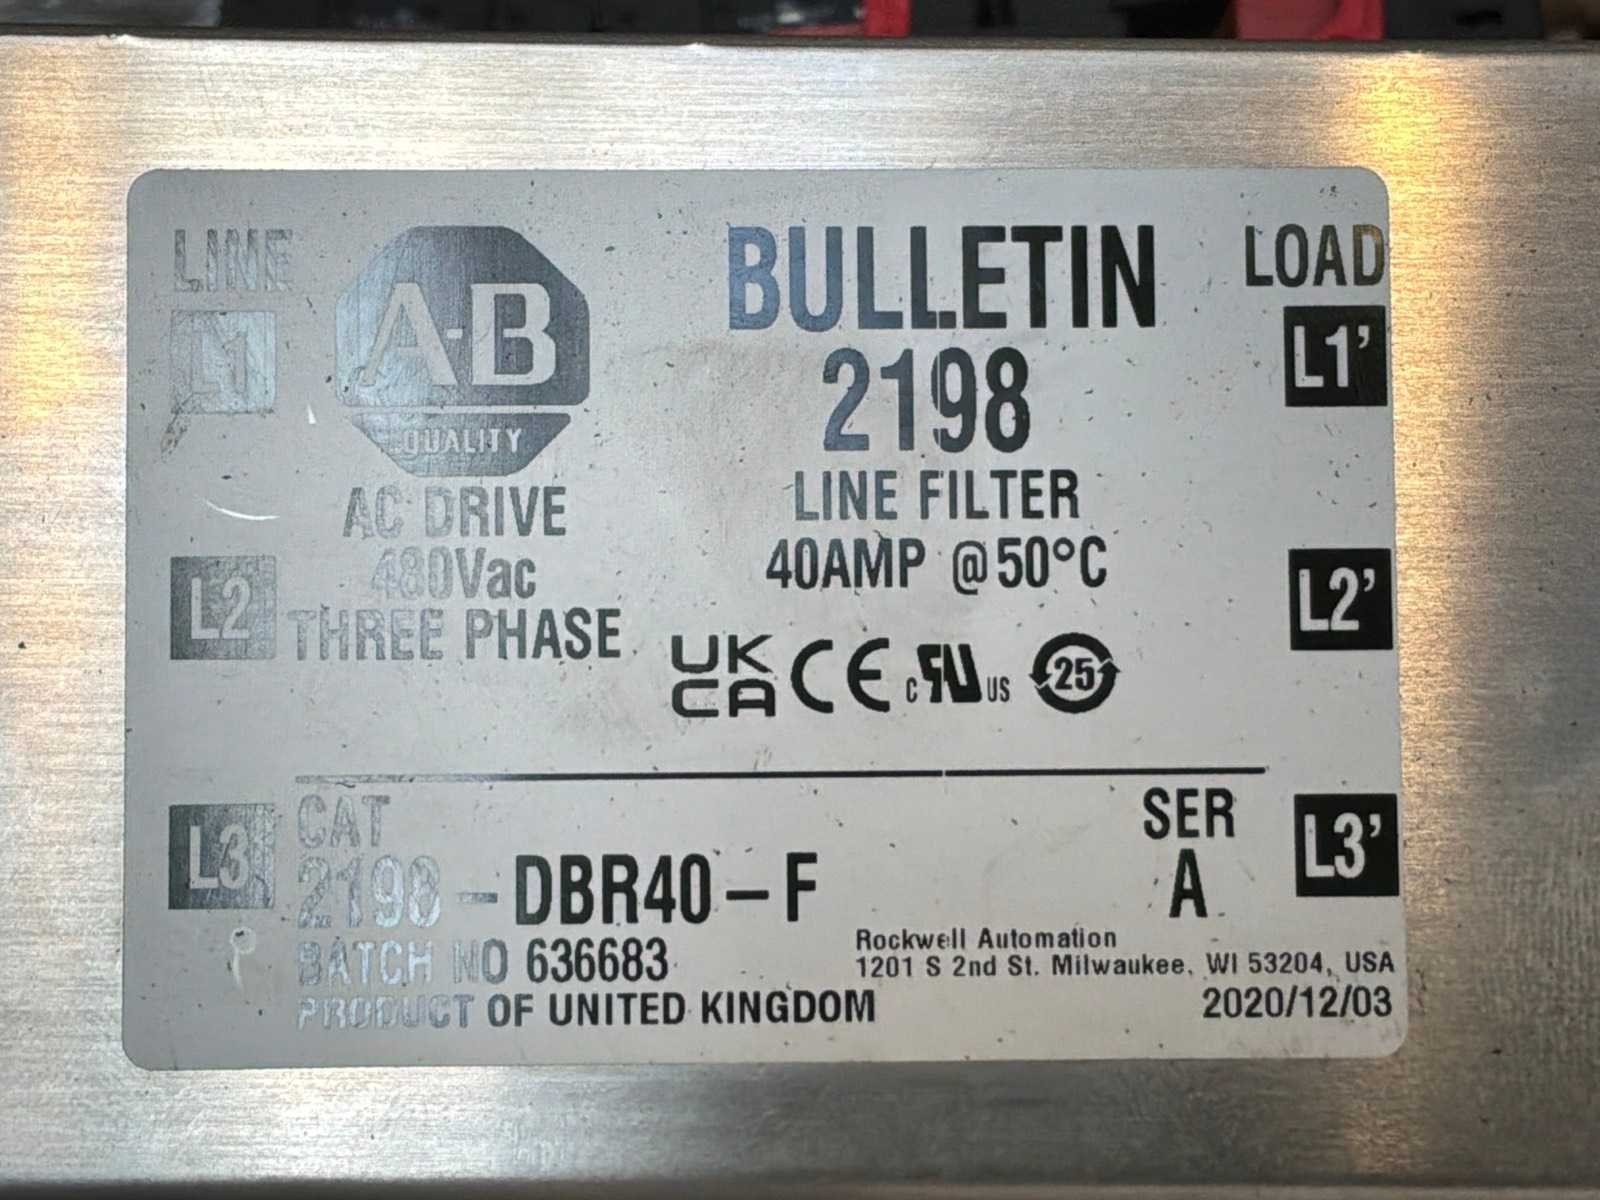 LINE
A-B
QUALITY
BULLETIN
2198
LOAD
L1
L1’
AC DRIVE
480Vac
THREE PHASE
LINE FILTER
40AMP @ 50°C
L2
L2’
UK
CA CE c RU US 25
CAT
2198-DBR40-F
SER
A
L3
L3’
BATCH NO 636683
PRODUCT OF UNITED KINGDOM
Rockwell Automation
1201 S 2nd St. Milwaukee, WI 53204, USA
2020/12/03